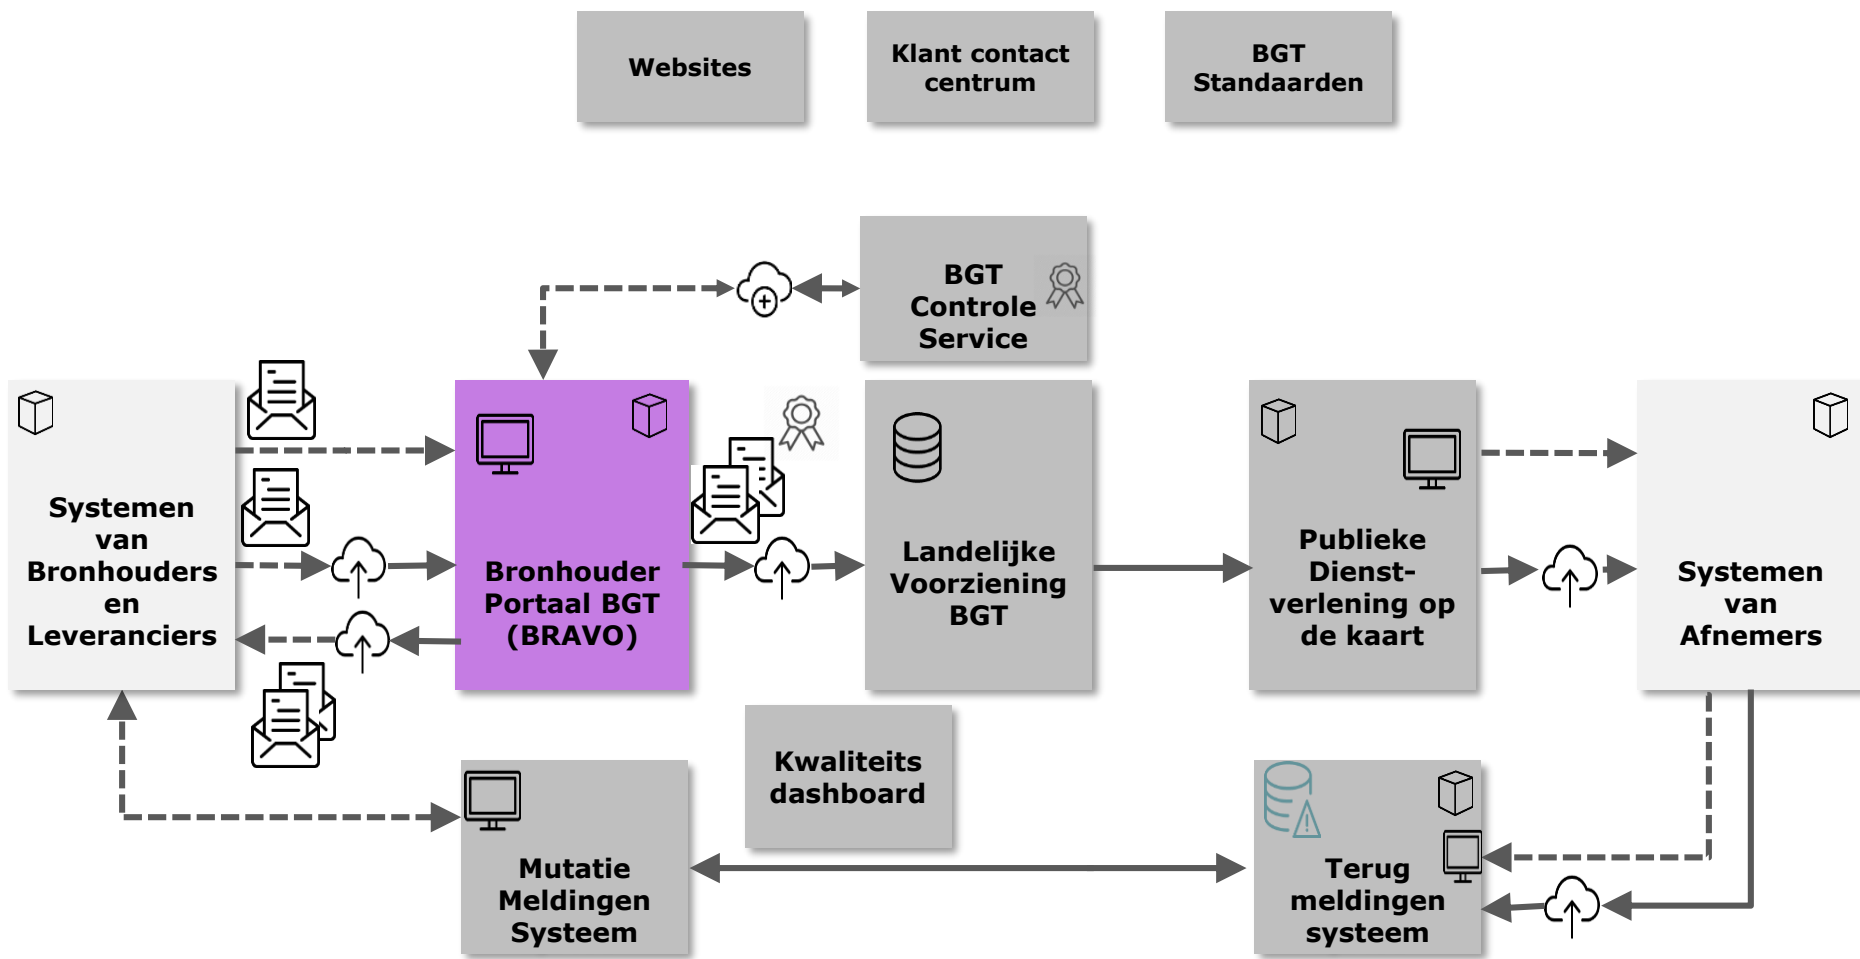 Websites
Klant contact
centrum
BGT
Standaarden
BGT
Controle
Service
Systemen
van
Bronhouders
en
Leveranciers
Bronhouder
Portaal BGT
(BRAVO)
Landelijke
Voorziening
BGT
Publieke
Dienst-
verlening op
de kaart
Systemen
van
Afnemers
Kwaliteits
dashboard
Mutatie
Meldingen
Systeem
Terug
meldingen
systeem